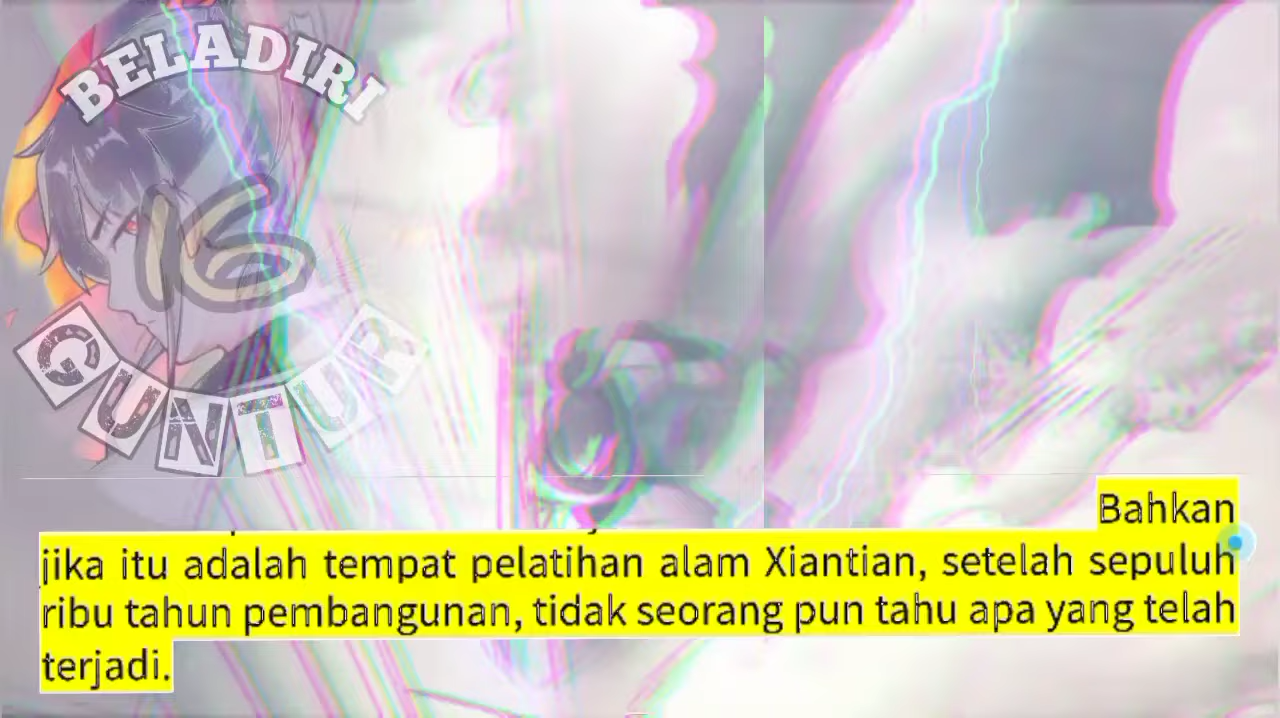 BELADIRI
16
GUNTUR
Bahkan
jika itu adalah tempat pelatihan alam Xiantian, setelah sepuluh
ribu tahun pembangunan, tidak seorang pun tahu apa yang telah
terjadi.